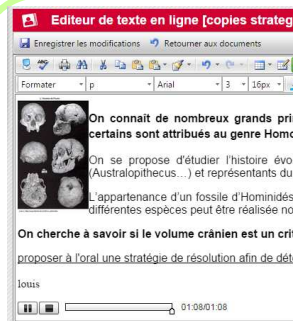 Editeur de texte en ligne [copies strateg
Enregistrer les modifications Retourner aux documents
Formater p Arial 3 16px
On connaît de nombreux grands pri
certains sont attribués au genre Homo
On se propose d'étudier l'histoire évo
(Australopithecus…) et représentants du
L'appartenance d'un fossile d'Hominidés
différentes espèces peut être réalisée no
On cherche à savoir si le volume crânien est un crit
proposer à l'oral une stratégie de résolution afin de dét
louis
01:08/01:08